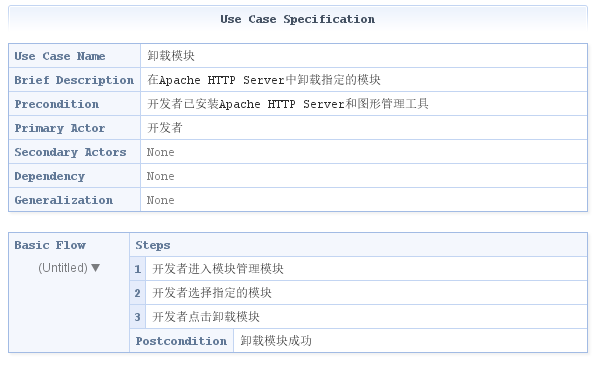 Use Case Specification
Use Case Name 卸载模块
Brief Description 在Apache HTTP Server中卸载指定的模块
Precondition 开发者已安装Apache HTTP Server和图形管理工具
Primary Actor 开发者
Secondary Actors None
Dependency None
Generalization None
Basic Flow Steps
(Untitled) ▼
1 开发者进入模块管理模块
2 开发者选择指定的模块
3 开发者点击卸载模块
Postcondition 卸载模块成功